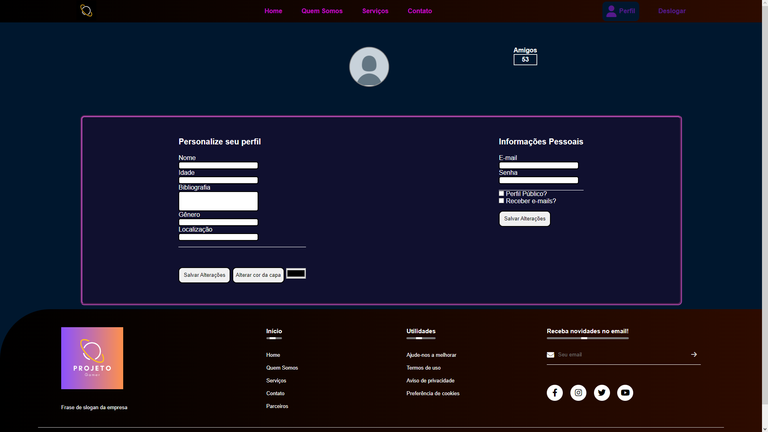 Home Quem Somos Serviços Contato Perfil Deslogar
Amigos
53
Personalize seu perfil
Nome
Idade
Bibliografia
Gênero
Localização
Salvar Alterações Alterar cor da capa
Informações Pessoais
E-mail
Senha
Perfil Público?
Receber e-mails?
Salvar Alterações
PROJETO
Gamer
Frase de slogan da empresa
Início
Home
Quem Somos
Serviços
Contato
Parceiros
Utilidades
Ajude-nos a melhorar
Termos de uso
Aviso de privacidade
Preferência de cookies
Receba novidades no email!
Seu email